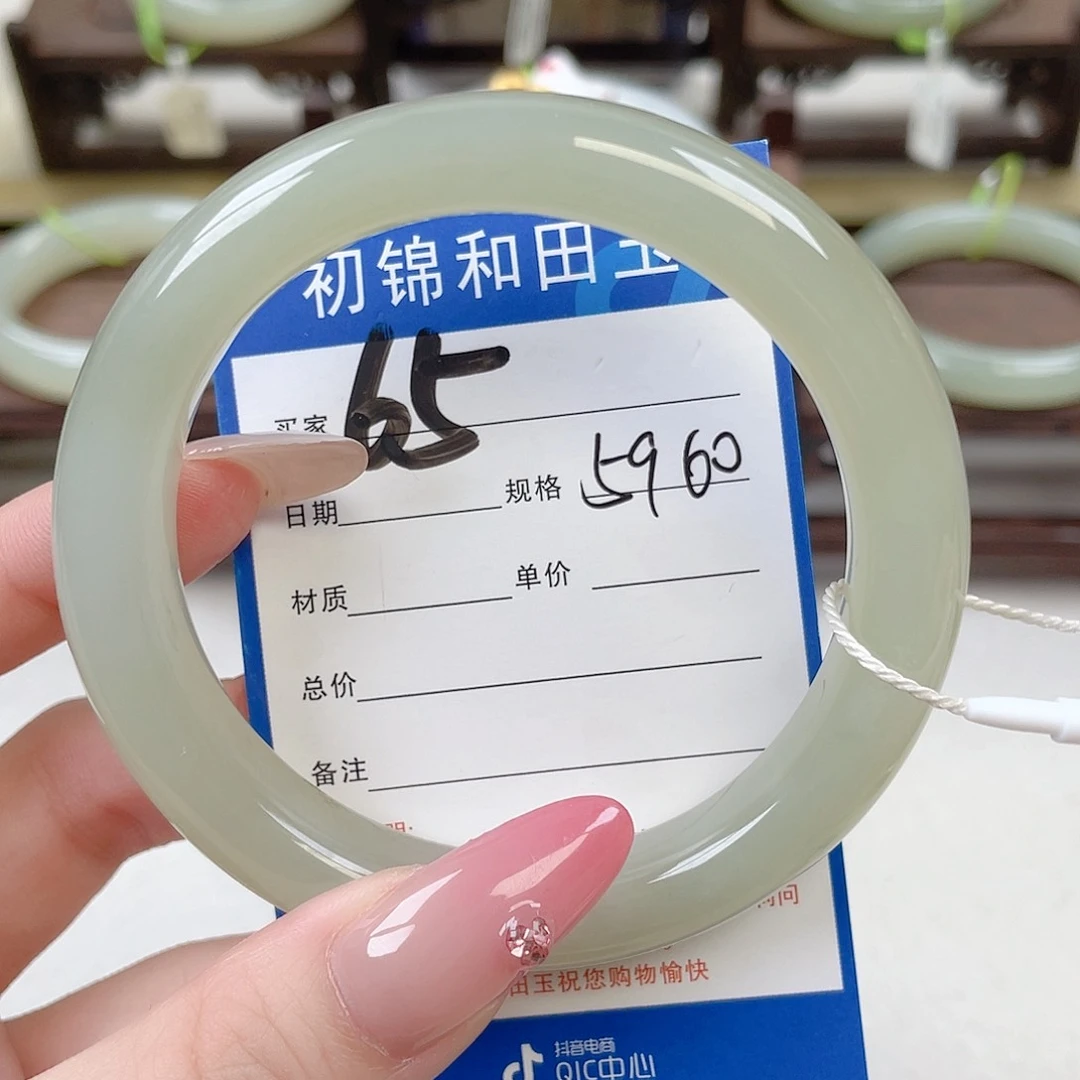 初锦和田玉
65
买家
日期 规格 5960
材质 单价
总价
备注
田玉祝您购物愉快
抖音电商
QIC中心